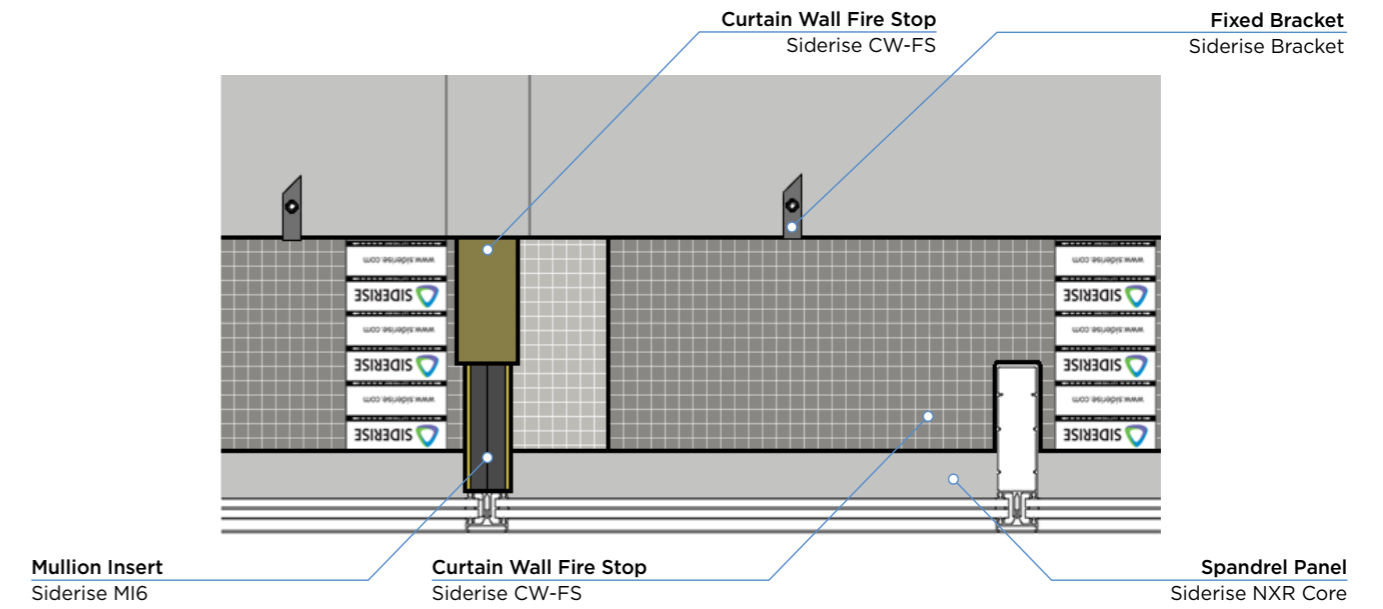 Curtain Wall Fire Stop
Siderise CW-FS
Fixed Bracket
Siderise Bracket
www.siderise.com
SIDERISE
www.siderise.com
SIDERISE
www.siderise.com
SIDERISE
www.siderise.com
SIDERISE
www.siderise.com
SIDERISE
www.siderise.com
SIDERISE
Mullion Insert
Siderise MI6
Curtain Wall Fire Stop
Siderise CW-FS
Spandrel Panel
Siderise NXR Core